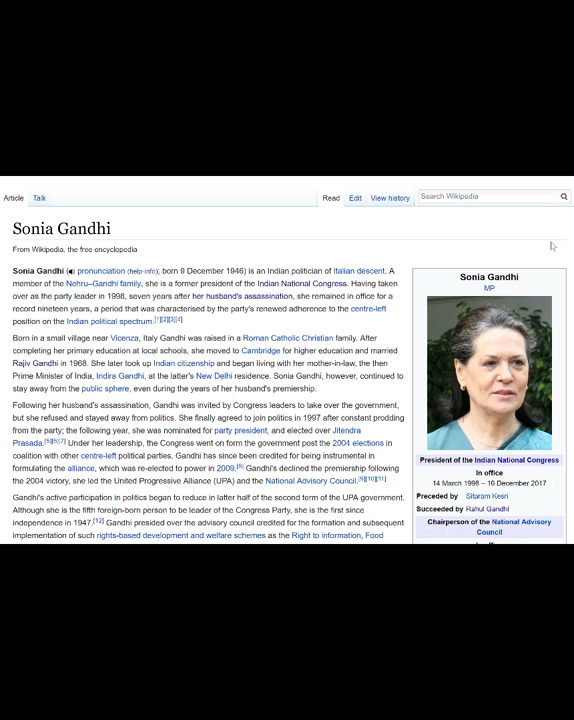 Article Talk Read Edit View history Search Wikipedia
Sonia Gandhi
From Wikipedia, the free encyclopedia
Sonia Gandhi ( pronunciation (help·info); born 9 December 1946) is an Indian politician of Italian descent. A
member of the Nehru–Gandhi family, she is a former president of the Indian National Congress. Having taken
over as the party leader in 1998, seven years after her husband's assassination, she remained in office for a
record nineteen years, a period that was characterised by the party's renewed adherence to the centre-left
position on the Indian political spectrum.[1][2][3][4]
Born in a small village near Vicenza, Italy Gandhi was raised in a Roman Catholic Christian family. After
completing her primary education at local schools, she moved to Cambridge for higher education and married
Rajiv Gandhi in 1968. She later took up Indian citizenship and began living with her mother-in-law, the then
Prime Minister of India, Indira Gandhi, at the latter's New Delhi residence. Sonia Gandhi, however, continued to
stay away from the public sphere, even during the years of her husband's premiership.
Following her husband's assassination, Gandhi was invited by Congress leaders to take over the government,
but she refused and stayed away from politics. She finally agreed to join politics in 1997 after constant prodding
from the party; the following year, she was nominated for party president, and elected over Jitendra
Prasada.[5][6][7] Under her leadership, the Congress went on form the government post the 2004 elections in
coalition with other centre-left political parties. Gandhi has since been credited for being instrumental in
formulating the alliance, which was re-elected to power in 2009.[8] Gandhi's declined the premiership following
the 2004 victory, she led the United Progressive Alliance (UPA) and the National Advisory Council.[9][10][11]
Gandhi's active participation in politics began to reduce in latter half of the second term of the UPA government.
Although she is the fifth foreign-born person to be leader of the Congress Party, she is the first since
independence in 1947.[12] Gandhi presided over the advisory council credited for the formation and subsequent
implementation of such rights-based development and welfare schemes as the Right to information, Food
Sonia Gandhi
MP
President of the Indian National Congress
In office
14 March 1998 – 16 December 2017
Preceded by Sitaram Kesri
Succeeded by Rahul Gandhi
Chairperson of the National Advisory
Council